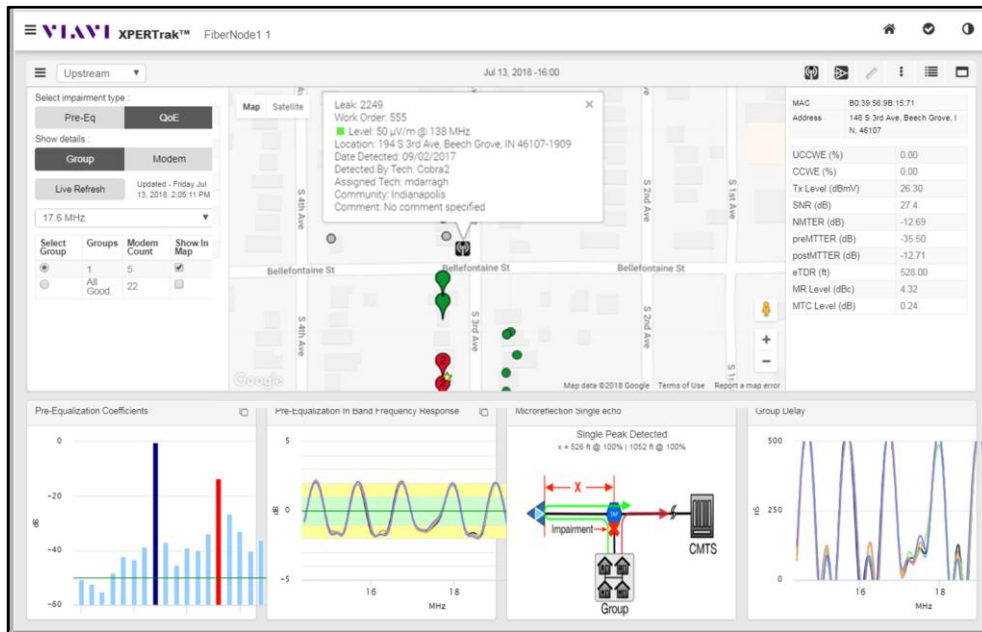 VIAVI XPERTrak™ FiberNode1 1
Upstream
Jul 13, 2018 -16:00
Select impairment type :
Pre-Eq QoE
Show details :
Group Modem
Live Refresh
Updated - Friday Jul
13, 2018, 2:05:11 PM
17.6 MHz
Select Group Groups Modem Count Show In Map
1 5
All Good 22
Map Satellite
Leak: 2249
Work Order: 555
Level: 50 μV/m @ 138 MHz
Location: 194 S 3rd Ave, Beech Grove, IN 46107-1909
Date Detected: 09/02/2017
Detected By Tech: Cobra2
Assigned Tech: mdarragh
Community: Indianapolis
Comment: No comment specified
S 4th Ave
S 2nd Ave
S 1st Ave
Bellefontaine St
Bellefontaine St
Bellefontaine St
S 4th Ave
S 3rd Ave
S 2nd Ave
2
2
Google
Map data ©2018 Google Terms of Use Report a map error
MAC B0:39:56:9B:15:71
Address 148 S 3rd Ave, Beech Grove, I
N, 46107
UCCWE (%) 0.00
CCWE (%) 0.00
Tx Level (dBmV) 26.30
SNR (dB) 27.4
NMTER (dB) -12.69
preMTTER (dB) -35.50
postMTTER (dB) -12.71
eTDR (ft) 528.00
MR Level (dBc) 4.32
MTC Level (dB) 0.24
Pre-Equalization Coefficients
0
-20
-40
-60
dB
Pre-Equalization In Band Frequency Response
5
0
-5
dB
16 18
MHz
Microreflection Single echo
Single Peak Detected
x = 526 ft @ 100% | 1052 ft @ 100%
X
TAP
Impairment
CMTS
Group
Group Delay
500
250
0
nS
16 18
MHz